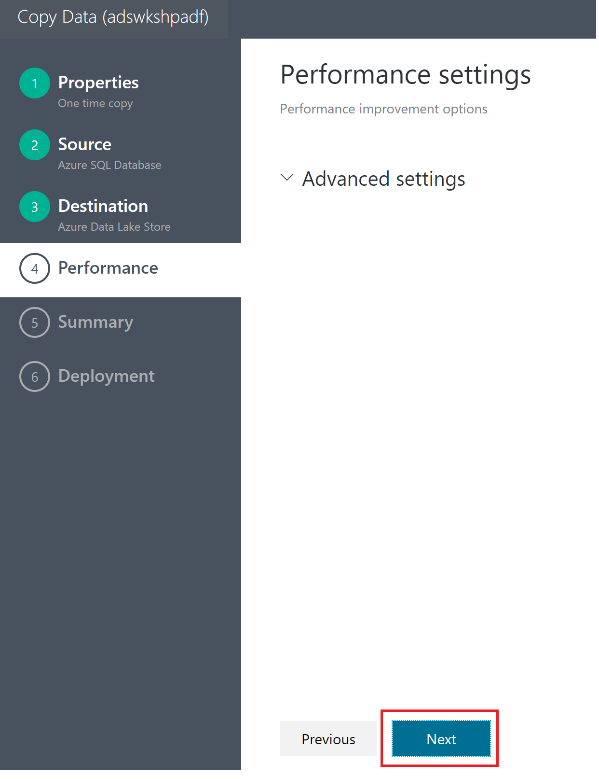 Copy Data (adswkshpadf)
1 Properties
One time copy
2 Source
Azure SQL Database
3 Destination
Azure Data Lake Store
4 Performance
5 Summary
6 Deployment
Performance settings
Performance improvement options
Advanced settings
Previous
Next